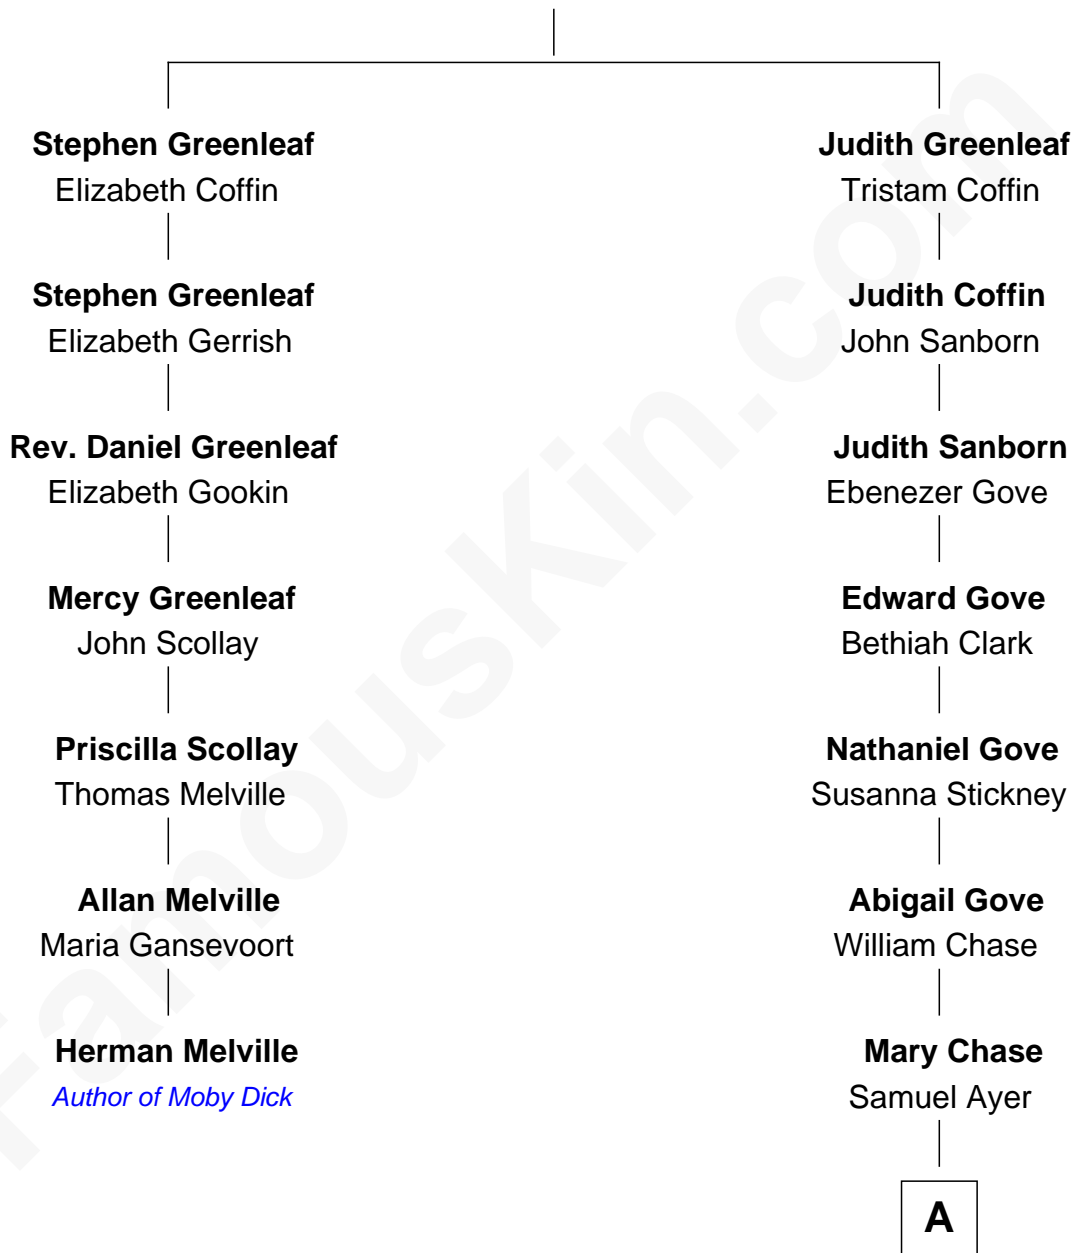 Stephen Greenleaf
Elizabeth Coffin
Stephen Greenleaf
Elizabeth Gerrish
Rev. Daniel Greenleaf
Elizabeth Gookin
Mercy Greenleaf
John Scollay
Priscilla Scollay
Thomas Melville
Allan Melville
Maria Gansevoort
Herman Melville
Author of Moby Dick
Judith Greenleaf
Tristam Coffin
Judith Coffin
John Sanborn
Judith Sanborn
Ebenezer Gove
Edward Gove
Bethiah Clark
Nathaniel Gove
Susanna Stickney
Abigail Gove
William Chase
Mary Chase
Samuel Ayer
A
FamousKin.com